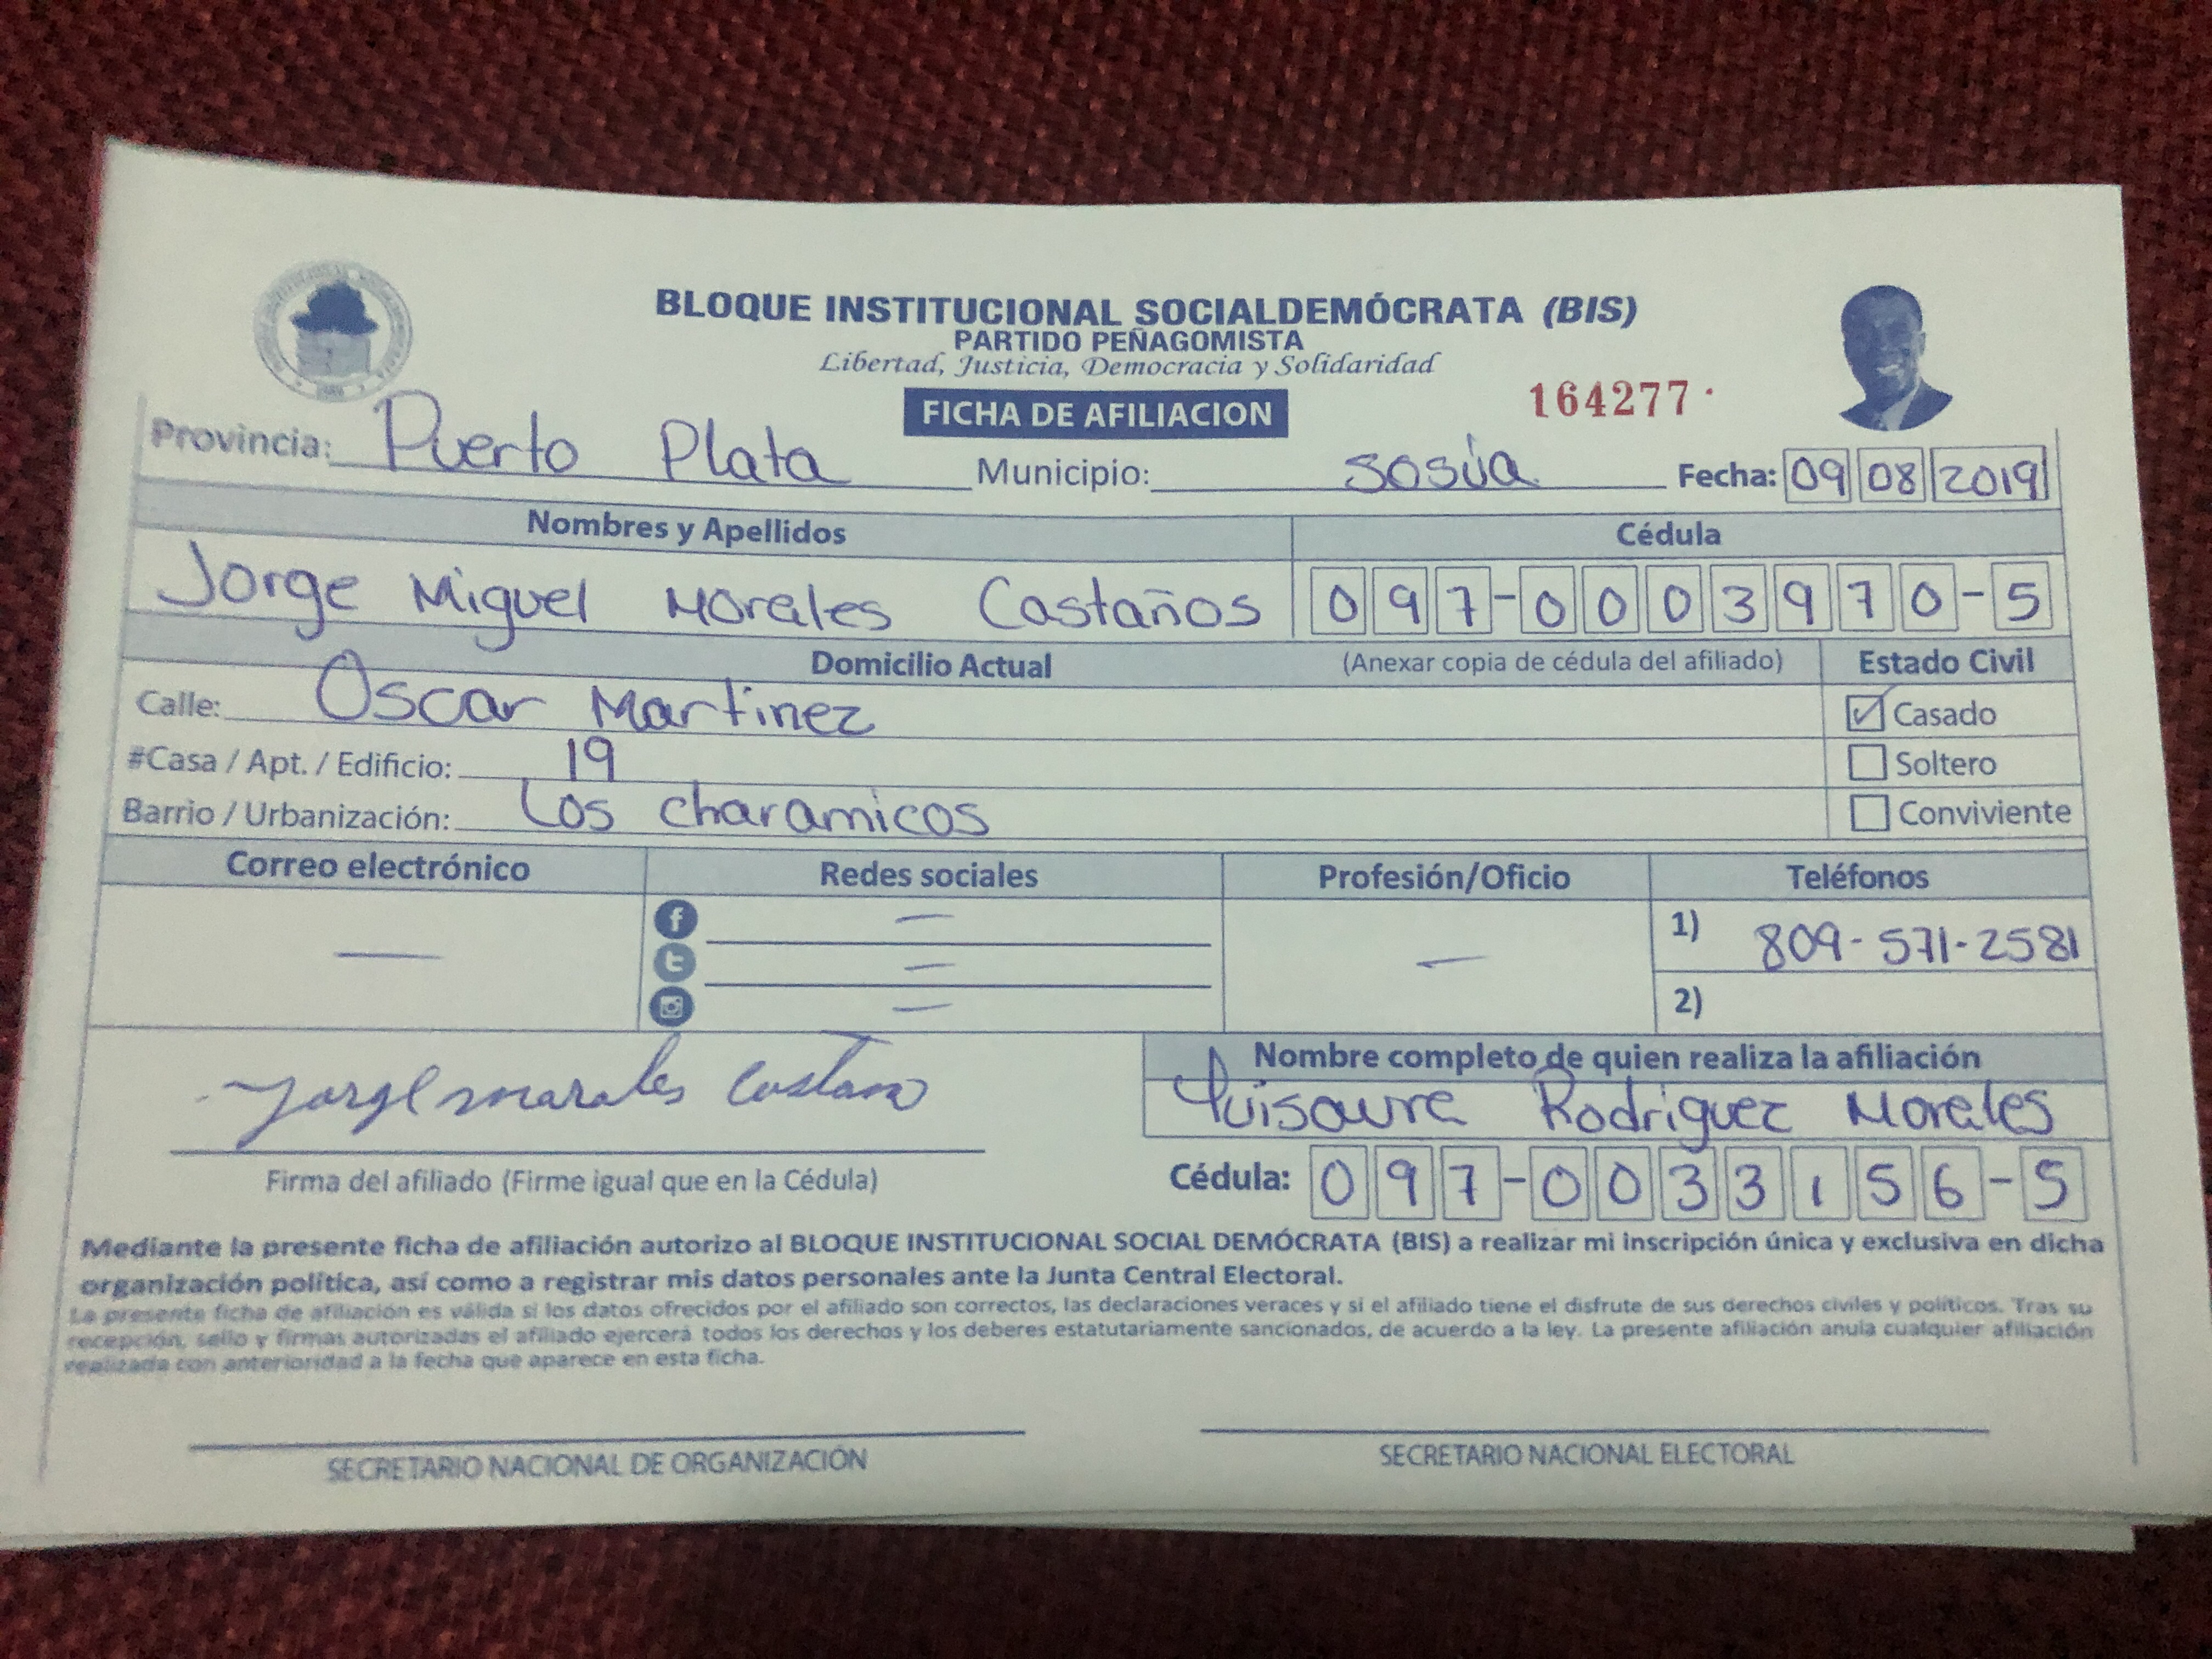 BLOQUE INSTITUCIONAL SOCIALDEMÓCRATA (BIS)
PARTIDO PEÑAGOMISTA
Libertad, Justicia, Democracia y Solidaridad
FICHA DE AFILIACION
164277
Provincia: Puerto Plata Municipio: Sosúa Fecha: 09 08 2019
Nombres y Apellidos Cédula
Jorge Miguel Morales Castaños 097-0003970-5
Domicilio Actual (Anexar copia de cédula del afiliado) Estado Civil
Calle: Oscar Martinez ✓ Casado
#Casa / Apt. / Edificio: 19 Soltero
Barrio / Urbanización: Los charamicos Conviviente
Correo electrónico Redes sociales Profesión/Oficio Teléfonos
— f — — 1) 809-571-2581
—
— 2)
Jorge morales Castaños
Nombre completo de quien realiza la afiliación
Luisaura Rodriguez Morales
Firma del afiliado (Firme igual que en la Cédula) Cédula: 097-0033156-5
Mediante la presente ficha de afiliación autorizo al BLOQUE INSTITUCIONAL SOCIAL DEMÓCRATA (BIS) a realizar mi inscripción única y exclusiva en dicha
organización política, así como a registrar mis datos personales ante la Junta Central Electoral.
La presente ficha de afiliación es válida si los datos ofrecidos por el afiliado son correctos, las declaraciones veraces y si el afiliado tiene el disfrute de sus derechos civiles y políticos. Tras su
recepción, sello y firmas autorizadas el afiliado ejercerá todos los derechos y los deberes estatutariamente sancionados, de acuerdo a la ley. La presente afiliación anula cualquier afiliación
realizada con anterioridad a la fecha que aparece en esta ficha.
SECRETARIO NACIONAL DE ORGANIZACIÓN SECRETARIO NACIONAL ELECTORAL